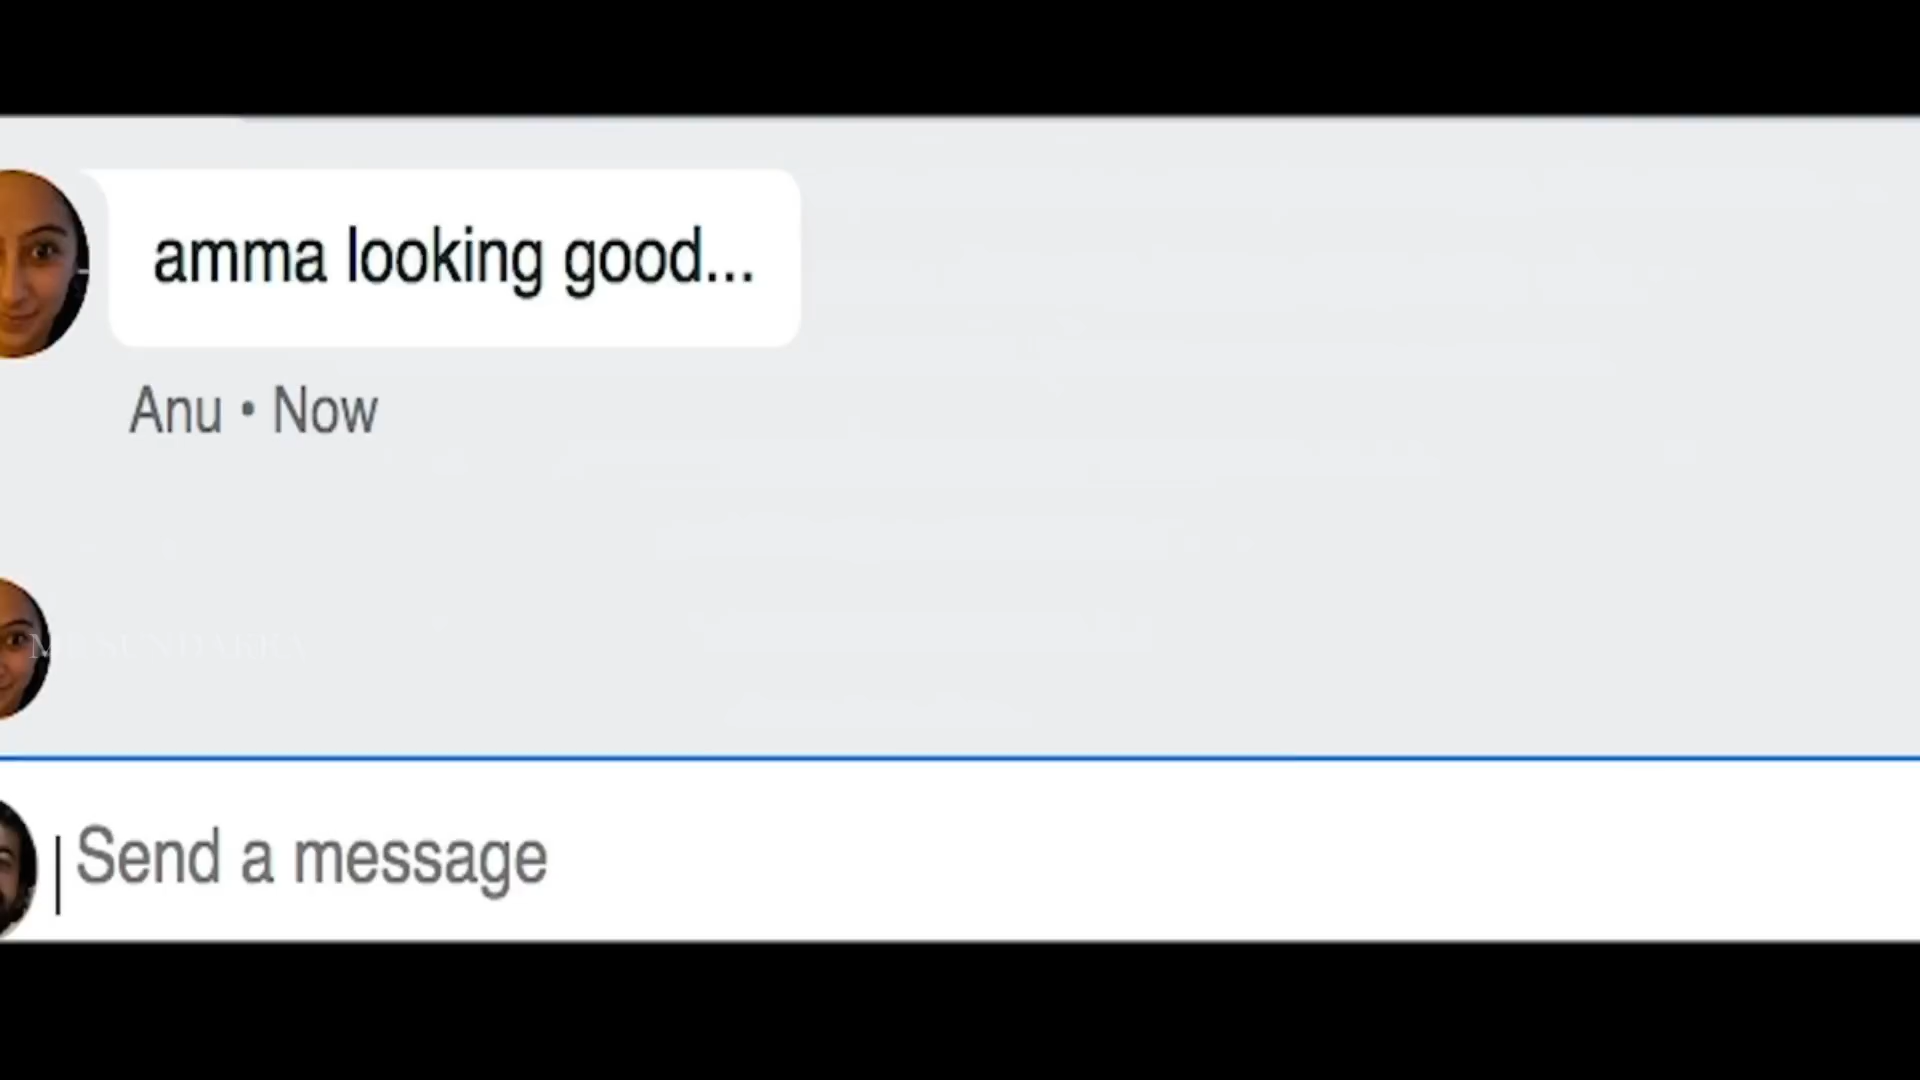 amma looking good...
Anu • Now
Send a message